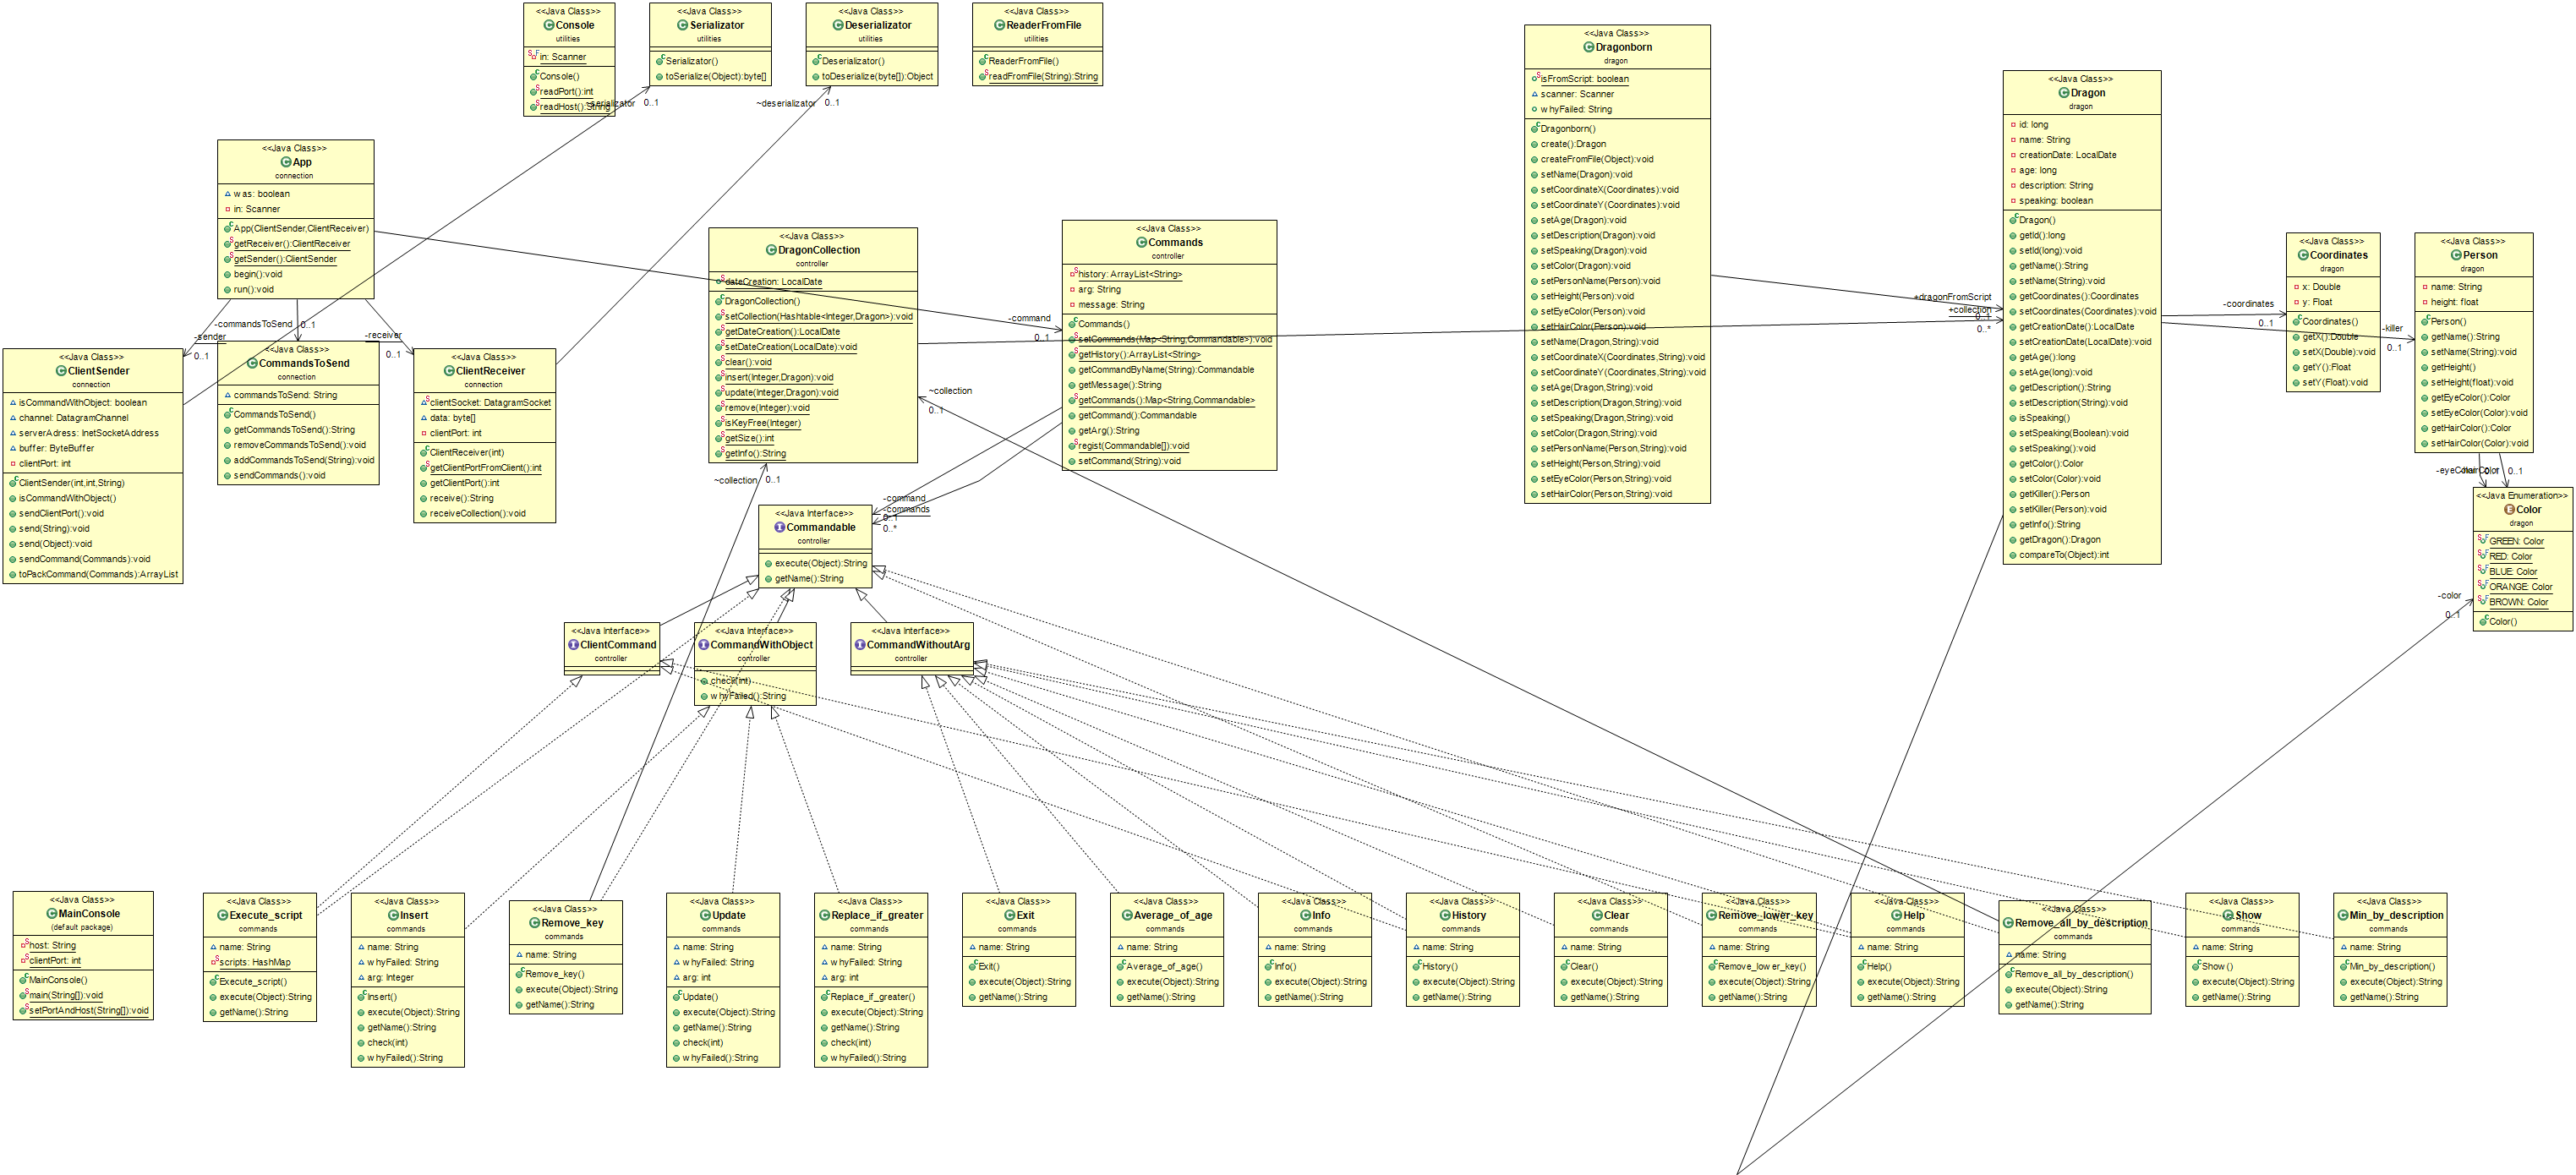 <<Java Class>>
Console
utilities
in: Scanner
Console()
readPort():int
readHost():String
<<Java Class>>
Serializator
utilities
Serializator()
toSerialize(Object):byte[]
<<Java Class>>
Deserializator
utilities
Deserializator()
toDeserialize(byte[]):Object
<<Java Class>>
ReaderFromFile
utilities
ReaderFromFile()
readFromFile(String):String
~serializator
0..1
~deserializator
0..1
<<Java Class>>
App
connection
was: boolean
in: Scanner
App(ClientSender,ClientReceiver)
getReceiver():ClientReceiver
getSender():ClientSender
begin():void
run():void
-sender
0..1
-commandsToSend
0..1
-receiver
0..1
<<Java Class>>
ClientSender
connection
isCommandWithObject: boolean
channel: DatagramChannel
serverAdress: InetSocketAddress
buffer: ByteBuffer
clientPort: int
ClientSender(int,int,String)
isCommandWithObject()
sendClientPort():void
send(String):void
send(Object):void
sendCommand(Commands):void
toPackCommand(Commands):ArrayList
<<Java Class>>
CommandsToSend
connection
commandsToSend: String
CommandsToSend()
getCommandsToSend():String
removeCommandsToSend():void
addCommandsToSend(String):void
sendCommands():void
<<Java Class>>
ClientReceiver
connection
clientSocket: DatagramSocket
data: byte[]
clientPort: int
ClientReceiver(int)
getClientPortFromClient():int
getClientPort():int
receive():String
receiveCollection():void
<<Java Class>>
DragonCollection
controller
dateCreation: LocalDate
DragonCollection()
setCollection(Hashtable<Integer,Dragon>):void
getDateCreation():LocalDate
setDateCreation(LocalDate):void
clear():void
insert(Integer,Dragon):void
update(Integer,Dragon):void
remove(Integer):void
isKeyFree(Integer)
getSize():int
getInfo():String
-command
0..1
~collection
0..1
~collection
0..1
<<Java Class>>
Commands
controller
history: ArrayList<String>
arg: String
message: String
Commands()
setCommands(Map<String,Commandable>):void
getHistory():ArrayList<String>
getCommandByName(String):Commandable
getMessage():String
getCommands():Map<String,Commandable>
getCommand():Commandable
getArg():String
regist(Commandable[]):void
setCommand(String):void
-command
0..1
-commands
0..*
<<Java Class>>
Dragonborn
dragon
isFromScript: boolean
scanner: Scanner
whyFailed: String
Dragonborn()
create():Dragon
createFromFile(Object):void
setName(Dragon):void
setCoordinateX(Coordinates):void
setCoordinateY(Coordinates):void
setAge(Dragon):void
setDescription(Dragon):void
setSpeaking(Dragon):void
setColor(Dragon):void
setPersonName(Person):void
setHeight(Person):void
setEyeColor(Person):void
setHairColor(Person):void
setName(Dragon,String):void
setCoordinateX(Coordinates,String):void
setCoordinateY(Coordinates,String):void
setAge(Dragon,String):void
setDescription(Dragon,String):void
setSpeaking(Dragon,String):void
setColor(Dragon,String):void
setPersonName(Person,String):void
setHeight(Person,String):void
setEyeColor(Person,String):void
setHairColor(Person,String):void
+dragonFromScript
0..1
+collection
0..*
<<Java Class>>
Dragon
dragon
id: long
name: String
creationDate: LocalDate
age: long
description: String
speaking: boolean
Dragon()
getId():long
setId(long):void
getName():String
setName(String):void
getCoordinates():Coordinates
setCoordinates(Coordinates):void
getCreationDate():LocalDate
setCreationDate(LocalDate):void
getAge():long
setAge(long):void
getDescription():String
setDescription(String):void
isSpeaking()
setSpeaking(Boolean):void
setSpeaking():void
getColor():Color
setColor(Color):void
getKiller():Person
setKiller(Person):void
getInfo():String
getDragon():Dragon
compareTo(Object):int
-coordinates
0..1
-killer
0..1
<<Java Class>>
Coordinates
dragon
x: Double
y: Float
Coordinates()
getX():Double
setX(Double):void
getY():Float
setY(Float):void
<<Java Class>>
Person
dragon
name: String
height: float
Person()
getName():String
setName(String):void
getHeight()
setHeight(float):void
getEyeColor():Color
setEyeColor(Color):void
getHairColor():Color
setHairColor(Color):void
0..1
<<Java Enumeration>>
Color
dragon
GREEN: Color
RED: Color
BLUE: Color
ORANGE: Color
BROWN: Color
Color()
-color
0..1
<<Java Interface>>
Commandable
controller
execute(Object):String
getName():String
<<Java Interface>>
ClientCommand
controller
<<Java Interface>>
CommandWithObject
controller
check(int)
whyFailed():String
<<Java Interface>>
CommandWithoutArg
controller
<<Java Class>>
MainConsole
(default package)
host: String
clientPort: int
MainConsole()
main(String[]):void
setPortAndHost(String[]):void
<<Java Class>>
Execute_script
commands
name: String
scripts: HashMap
Execute_script()
execute(Object):String
getName():String
<<Java Class>>
Insert
commands
name: String
whyFailed: String
arg: Integer
Insert()
execute(Object):String
getName():String
check(int)
whyFailed():String
<<Java Class>>
Remove_key
commands
name: String
Remove_key()
execute(Object):String
getName():String
<<Java Class>>
Update
commands
name: String
whyFailed: String
arg: int
Update()
execute(Object):String
getName():String
check(int)
whyFailed():String
<<Java Class>>
Replace_if_greater
commands
name: String
whyFailed: String
arg: int
Replace_if_greater()
execute(Object):String
getName():String
check(int)
whyFailed():String
<<Java Class>>
Exit
commands
name: String
Exit()
execute(Object):String
getName():String
<<Java Class>>
Average_of_age
commands
name: String
Average_of_age()
execute(Object):String
getName():String
<<Java Class>>
Info
commands
name: String
Info()
execute(Object):String
getName():String
<<Java Class>>
History
commands
name: String
History()
execute(Object):String
getName():String
<<Java Class>>
Clear
commands
name: String
Clear()
execute(Object):String
getName():String
<<Java Class>>
Remove_lower_key
commands
name: String
Remove_lower_key()
execute(Object):String
getName():String
<<Java Class>>
Help
commands
name: String
Help()
execute(Object):String
getName():String
<<Java Class>>
Remove_all_by_description
commands
name: String
Remove_all_by_description()
execute(Object):String
getName():String
<<Java Class>>
Show
commands
name: String
Show()
execute(Object):String
getName():String
<<Java Class>>
Min_by_description
commands
name: String
Min_by_description()
execute(Object):String
getName():String